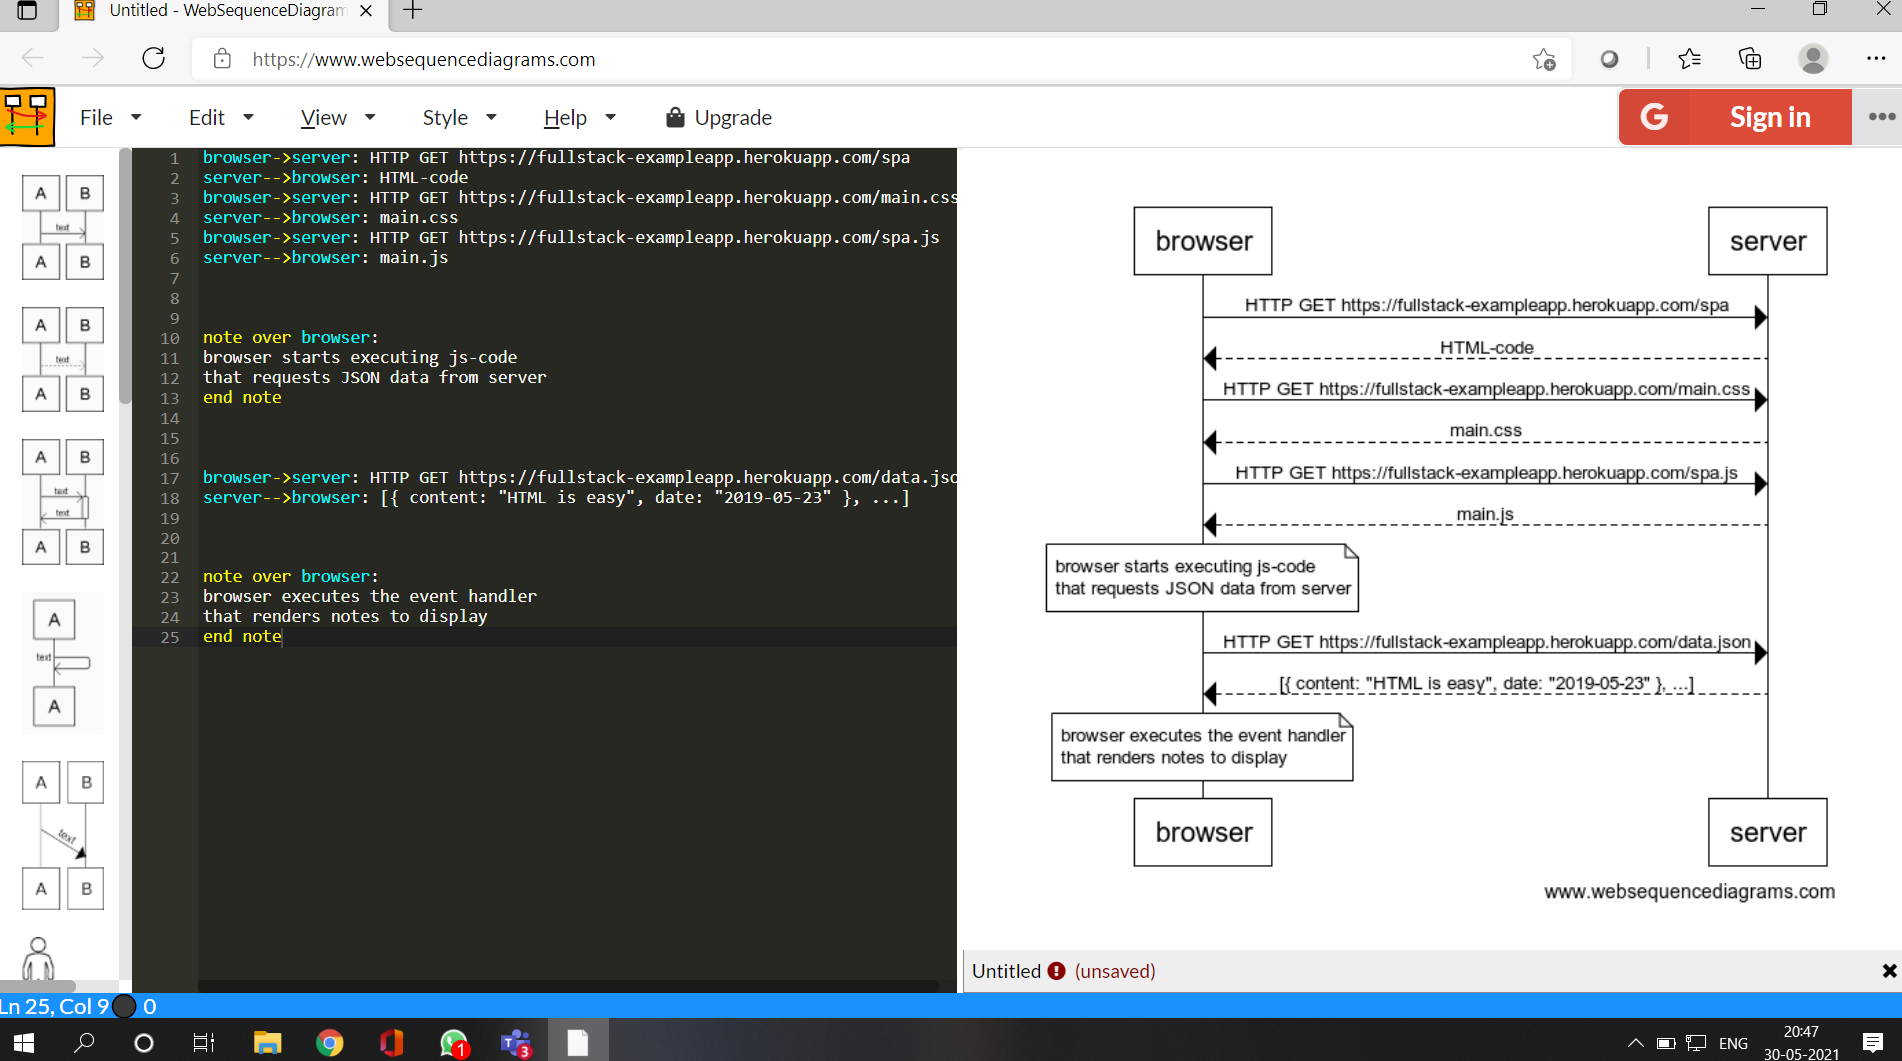 Untitled - WebSequenceDiagram
https://www.websequencediagrams.com
File
Edit
View
Style
Help
Upgrade
G Sign in
A B
text
A B
A B
text
A B
A B
text
text
A B
A
text
A
A B
text
A B
1 browser->server: HTTP GET https://fullstack-exampleapp.herokuapp.com/spa
2 server-->browser: HTML-code
3 browser->server: HTTP GET https://fullstack-exampleapp.herokuapp.com/main.css
4 server-->browser: main.css
5 browser->server: HTTP GET https://fullstack-exampleapp.herokuapp.com/spa.js
6 server-->browser: main.js
7
8
9
10 note over browser:
11 browser starts executing js-code
12 that requests JSON data from server
13 end note
14
15
16
17 browser->server: HTTP GET https://fullstack-exampleapp.herokuapp.com/data.jso
18 server-->browser: [{ content: "HTML is easy", date: "2019-05-23" }, ...]
19
20
21
22 note over browser:
23 browser executes the event handler
24 that renders notes to display
25 end note
browser server
HTTP GET https://fullstack-exampleapp.herokuapp.com/spa
HTML-code
HTTP GET https://fullstack-exampleapp.herokuapp.com/main.css
main.css
HTTP GET https://fullstack-exampleapp.herokuapp.com/spa.js
main.js
browser starts executing js-code
that requests JSON data from server
HTTP GET https://fullstack-exampleapp.herokuapp.com/data.json
[{ content: "HTML is easy", date: "2019-05-23" }, ...]
browser executes the event handler
that renders notes to display
browser server
www.websequencediagrams.com
Untitled (unsaved)
Ln 25, Col 9 0
1
3
ENG
20:47
30-05-2021